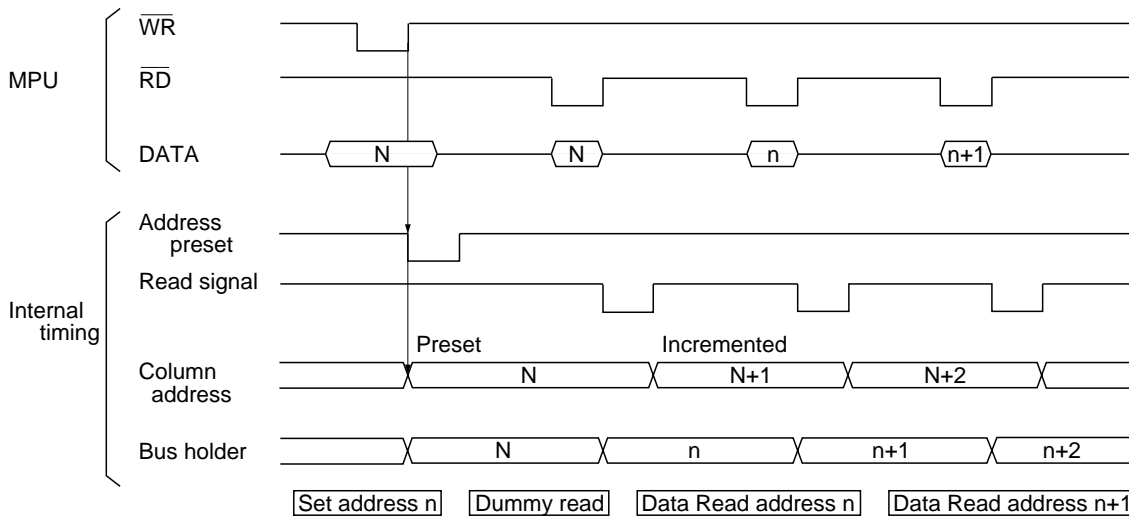 MPU
WR
RD
DATA
N
N
n
n+1
Internal
timing
Address
preset
Read signal
Preset
Incremented
Column
address
N
N+1
N+2
Bus holder
N
n
n+1
n+2
Set address n
Dummy read
Data Read address n
Data Read address n+1